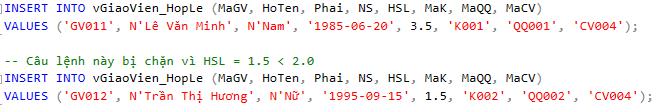 INSERT INTO vGiaoVien_HopLe (MaGV, HoTen, Phai, NS, HSL, MaK, MaQQ, MaCV)
VALUES ('GV011', N'Lê Văn Minh', N'Nam', '1985-06-20', 3.5, 'K001', 'QQ001', 'CV004');
-- Câu lệnh này bị chặn vì HSL = 1.5 < 2.0
INSERT INTO vGiaoVien_HopLe (MaGV, HoTen, Phai, NS, HSL, MaK, MaQQ, MaCV)
VALUES ('GV012', N'Trần Thị Hương', N'Nữ', '1995-09-15', 1.5, 'K002', 'QQ002', 'CV004');